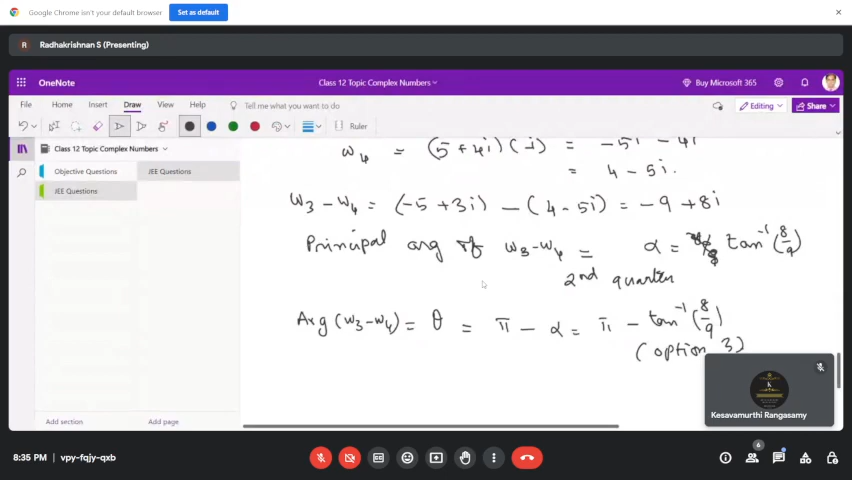 Google Chrome isn't your default browser Set as default
R Radhakrishnan S (Presenting)
OneNote Class 12 Topic Complex Numbers Buy Microsoft 365
File Home Insert Draw View Help Tell me what you want to do Editing Share
Ruler
Class 12 Topic Complex Numbers
Objective Questions JEE Questions
JEE Questions
w₄ = (5+4i)(-i) = -5i - 4i
= 4 - 5i.
w₃-w₄ = (-5+3i) - (4-5i) = -9 + 8i
Principal arg of w₃-w₄ = α = tan⁻¹(8/9)
2nd quarter
Arg (w₃-w₄) = θ = π - α = π - tan⁻¹(8/9)
(option 3)
K
Kesavamurthi Rangasamy
Add section Add page
8:35 PM vpy-fqjy-qxb
6